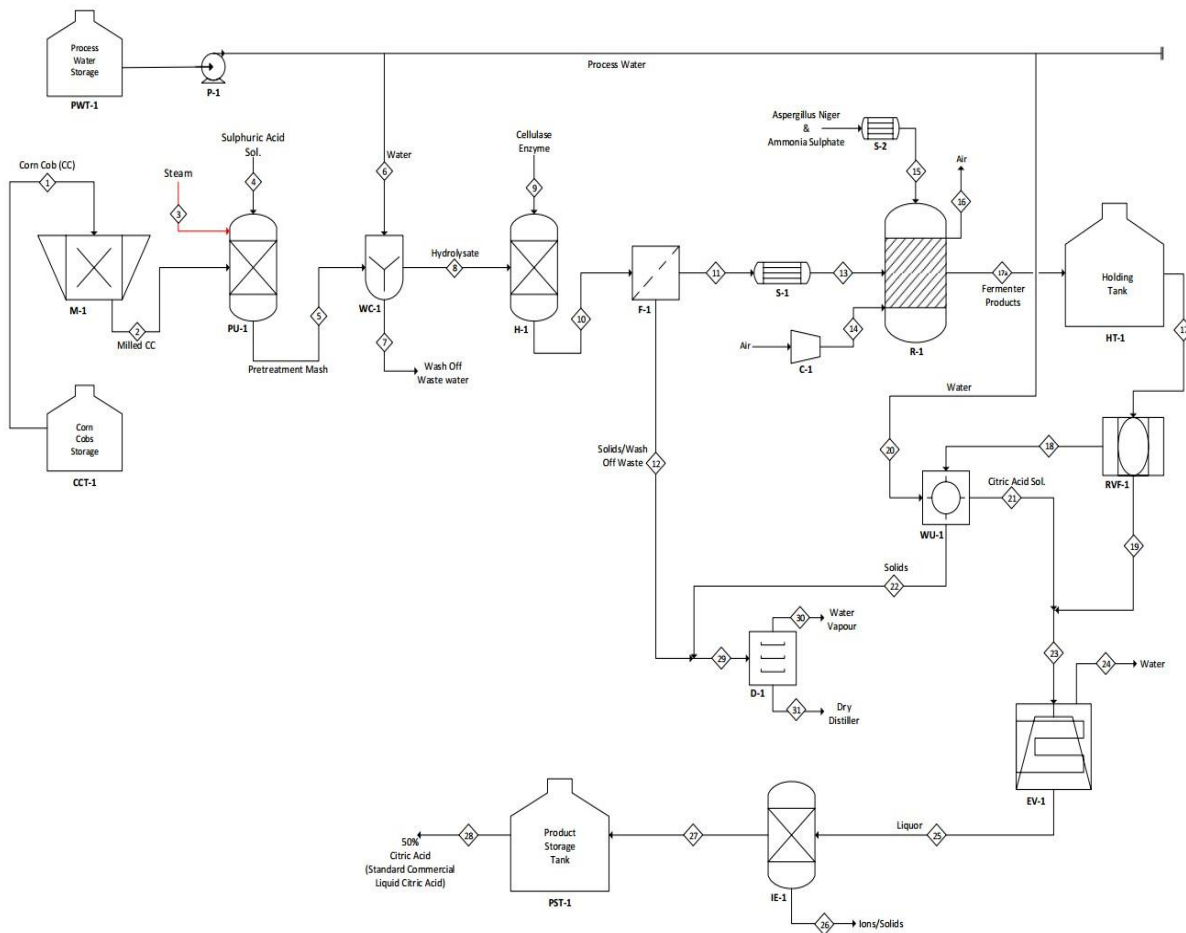 Process
Water
Storage
PWT-1
P-1
Process Water
Corn Cob (CC)
1
Steam
3
Sulphuric Acid
Sol.
4
Water
6
Cellulase
Enzyme
9
Aspergillus Niger
&
Ammonia Sulphate
S-2
15
Air
16
M-1
2
Milled CC
PU-1
5
Pretreatment Mash
WC-1
Hydrolysate
8
7
Wash Off
Waste water
H-1
10
F-1
11
S-1
13
Air
C-1
14
R-1
17a
Fermenter
Products
Holding
Tank
HT-1
17
Corn
Cobs
Storage
CCT-1
Solids/Wash
Off Waste
12
Water
20
18
RVF-1
Citric Acid Sol.
21
WU-1
19
Solids
22
30
Water
Vapour
29
D-1
31
Dry
Distiller
23
24
Water
EV-1
Liquor
25
IE-1
26
Ions/Solids
27
Product
Storage
Tank
PST-1
28
50%
Citric Acid
(Standard Commercial
Liquid Citric Acid)